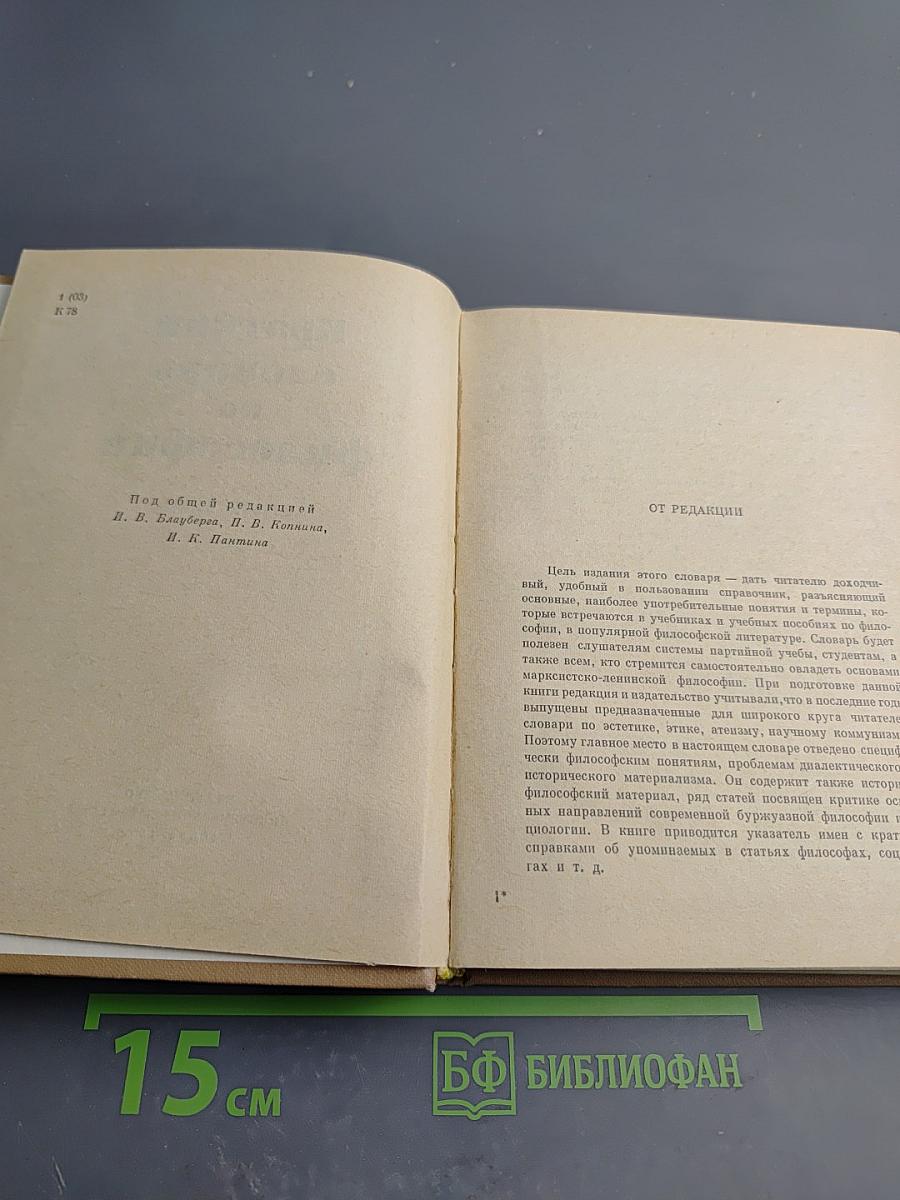 1 (03)
К 78
Под общей редакцией
И. В. Блауберга, П. В. Копнина,
И. К. Пантина
ОТ РЕДАКЦИИ
Цель издания этого словаря — дать читателю доходчи-
вый, удобный в пользовании справочник, разъясняющий
основные, наиболее употребительные понятия и термины, ко-
торые встречаются в учебниках и учебных пособиях по фило-
софии, в популярной философской литературе. Словарь будет
полезен слушателям системы партийной учебы, студентам, а
также всем, кто стремится самостоятельно овладеть основами
марксистско-ленинской философии. При подготовке данной
книги редакция и издательство учитывали, что в последние годы
выпущены предназначенные для широкого круга читателе
словари по эстетике, этике, атеизму, научному коммунизм
Поэтому главное место в настоящем словаре отведено специф
чески философским понятиям, проблемам диалектического
исторического материализма. Он содержит также истори
философский материал, ряд статей посвящен критике осн
ных направлений современной буржуазной философии и
циологии. В книге приводится указатель имен с крат
справками об упоминаемых в статьях философах, соц
гах и т. д.
1*
15 см
БФ БИБЛИОФАН